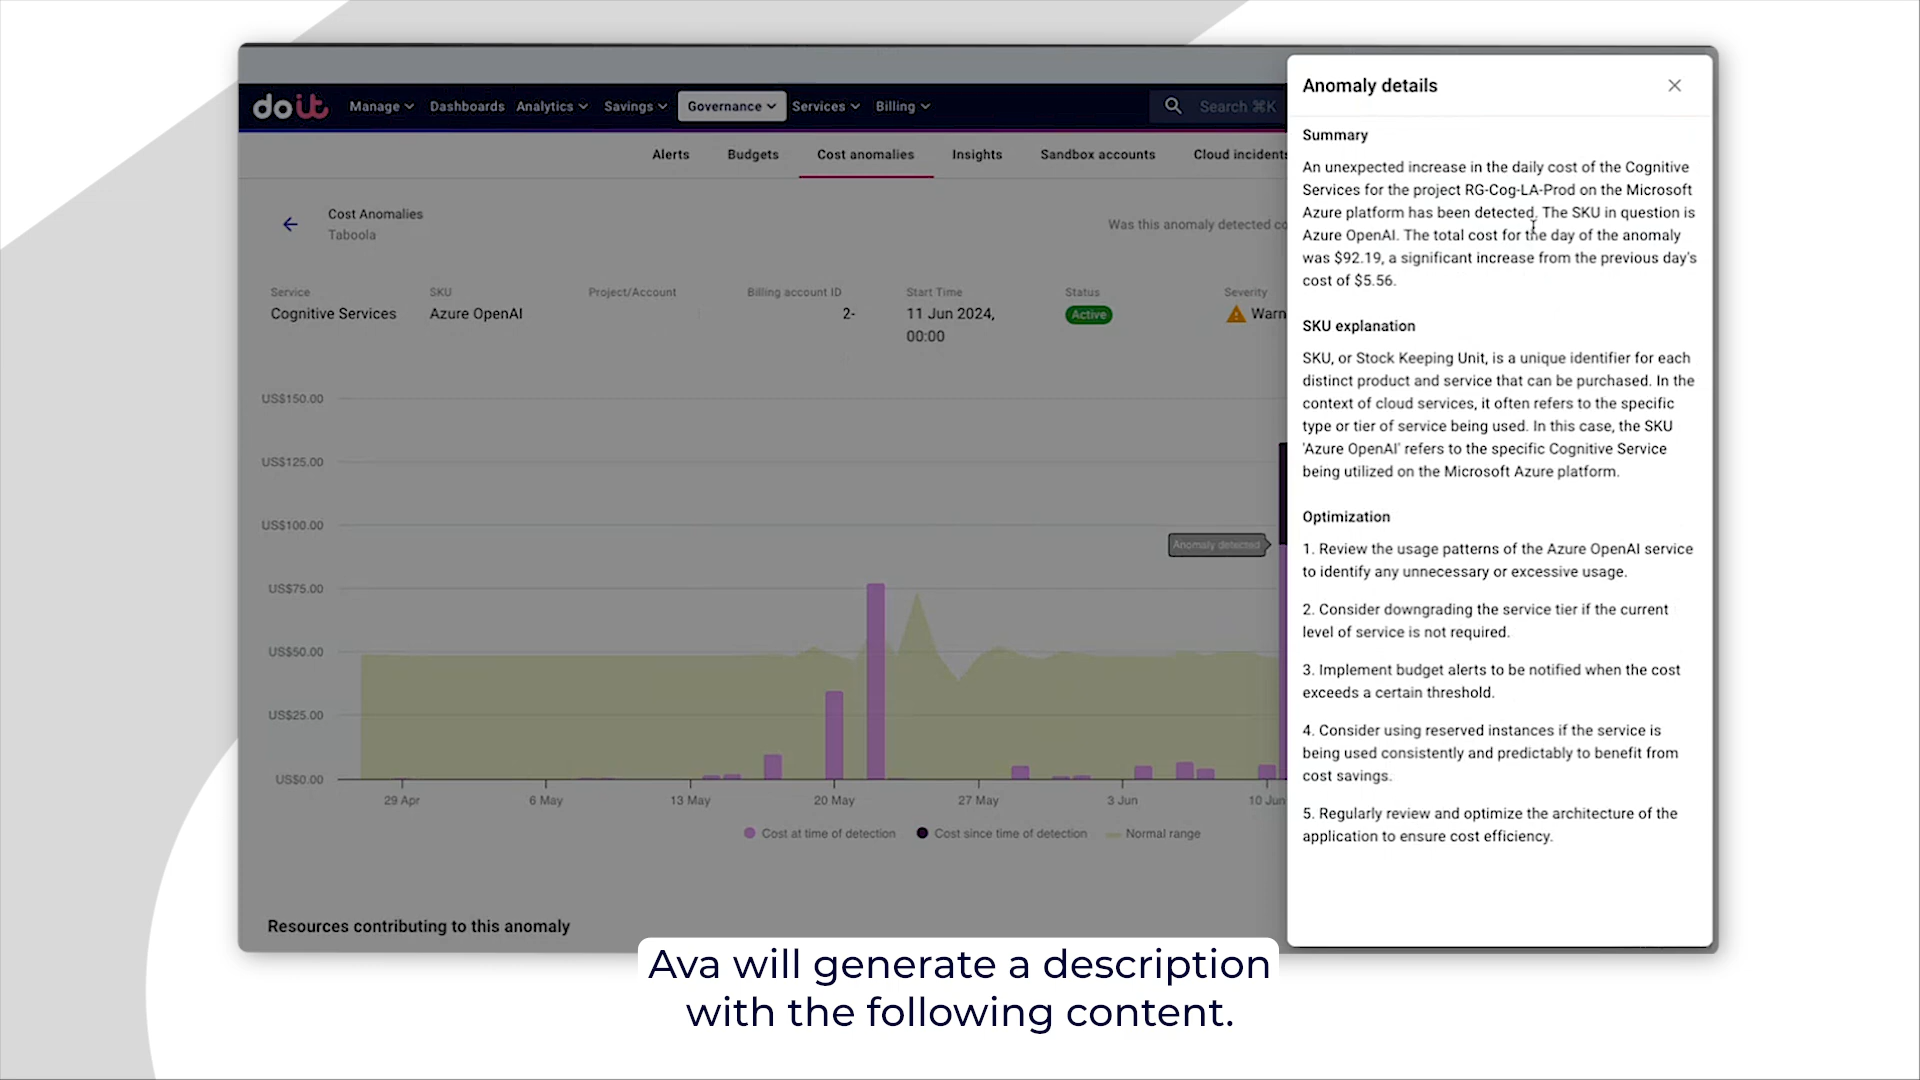 doit
Manage
Dashboards
Analytics
Savings
Governance
Services
Billing
Search ⌘K
Alerts
Budgets
Cost anomalies
Insights
Sandbox accounts
Cloud incidents
Cost Anomalies
Taboola
Was this anomaly detected co
Service
Cognitive Services
SKU
Azure OpenAI
Project/Account
Billing account ID
2-
Start Time
11 Jun 2024,
00:00
Status
Active
Severity
Warn
US$150.00
US$125.00
US$100.00
US$75.00
US$50.00
US$25.00
US$0.00
Anomaly detected
29 Apr
6 May
13 May
20 May
27 May
3 Jun
10 Jun
Cost at time of detection
Cost since time of detection
Normal range
Resources contributing to this anomaly
Anomaly details
Summary
An unexpected increase in the daily cost of the Cognitive
Services for the project RG-Cog-LA-Prod on the Microsoft
Azure platform has been detected. The SKU in question is
Azure OpenAI. The total cost for the day of the anomaly
was $92.19, a significant increase from the previous day's
cost of $5.56.
SKU explanation
SKU, or Stock Keeping Unit, is a unique identifier for each
distinct product and service that can be purchased. In the
context of cloud services, it often refers to the specific
type or tier of service being used. In this case, the SKU
'Azure OpenAI' refers to the specific Cognitive Service
being utilized on the Microsoft Azure platform.
Optimization
1. Review the usage patterns of the Azure OpenAI service
to identify any unnecessary or excessive usage.
2. Consider downgrading the service tier if the current
level of service is not required.
3. Implement budget alerts to be notified when the cost
exceeds a certain threshold.
4. Consider using reserved instances if the service is
being used consistently and predictably to benefit from
cost savings.
5. Regularly review and optimize the architecture of the
application to ensure cost efficiency.
Ava will generate a description
with the following content.